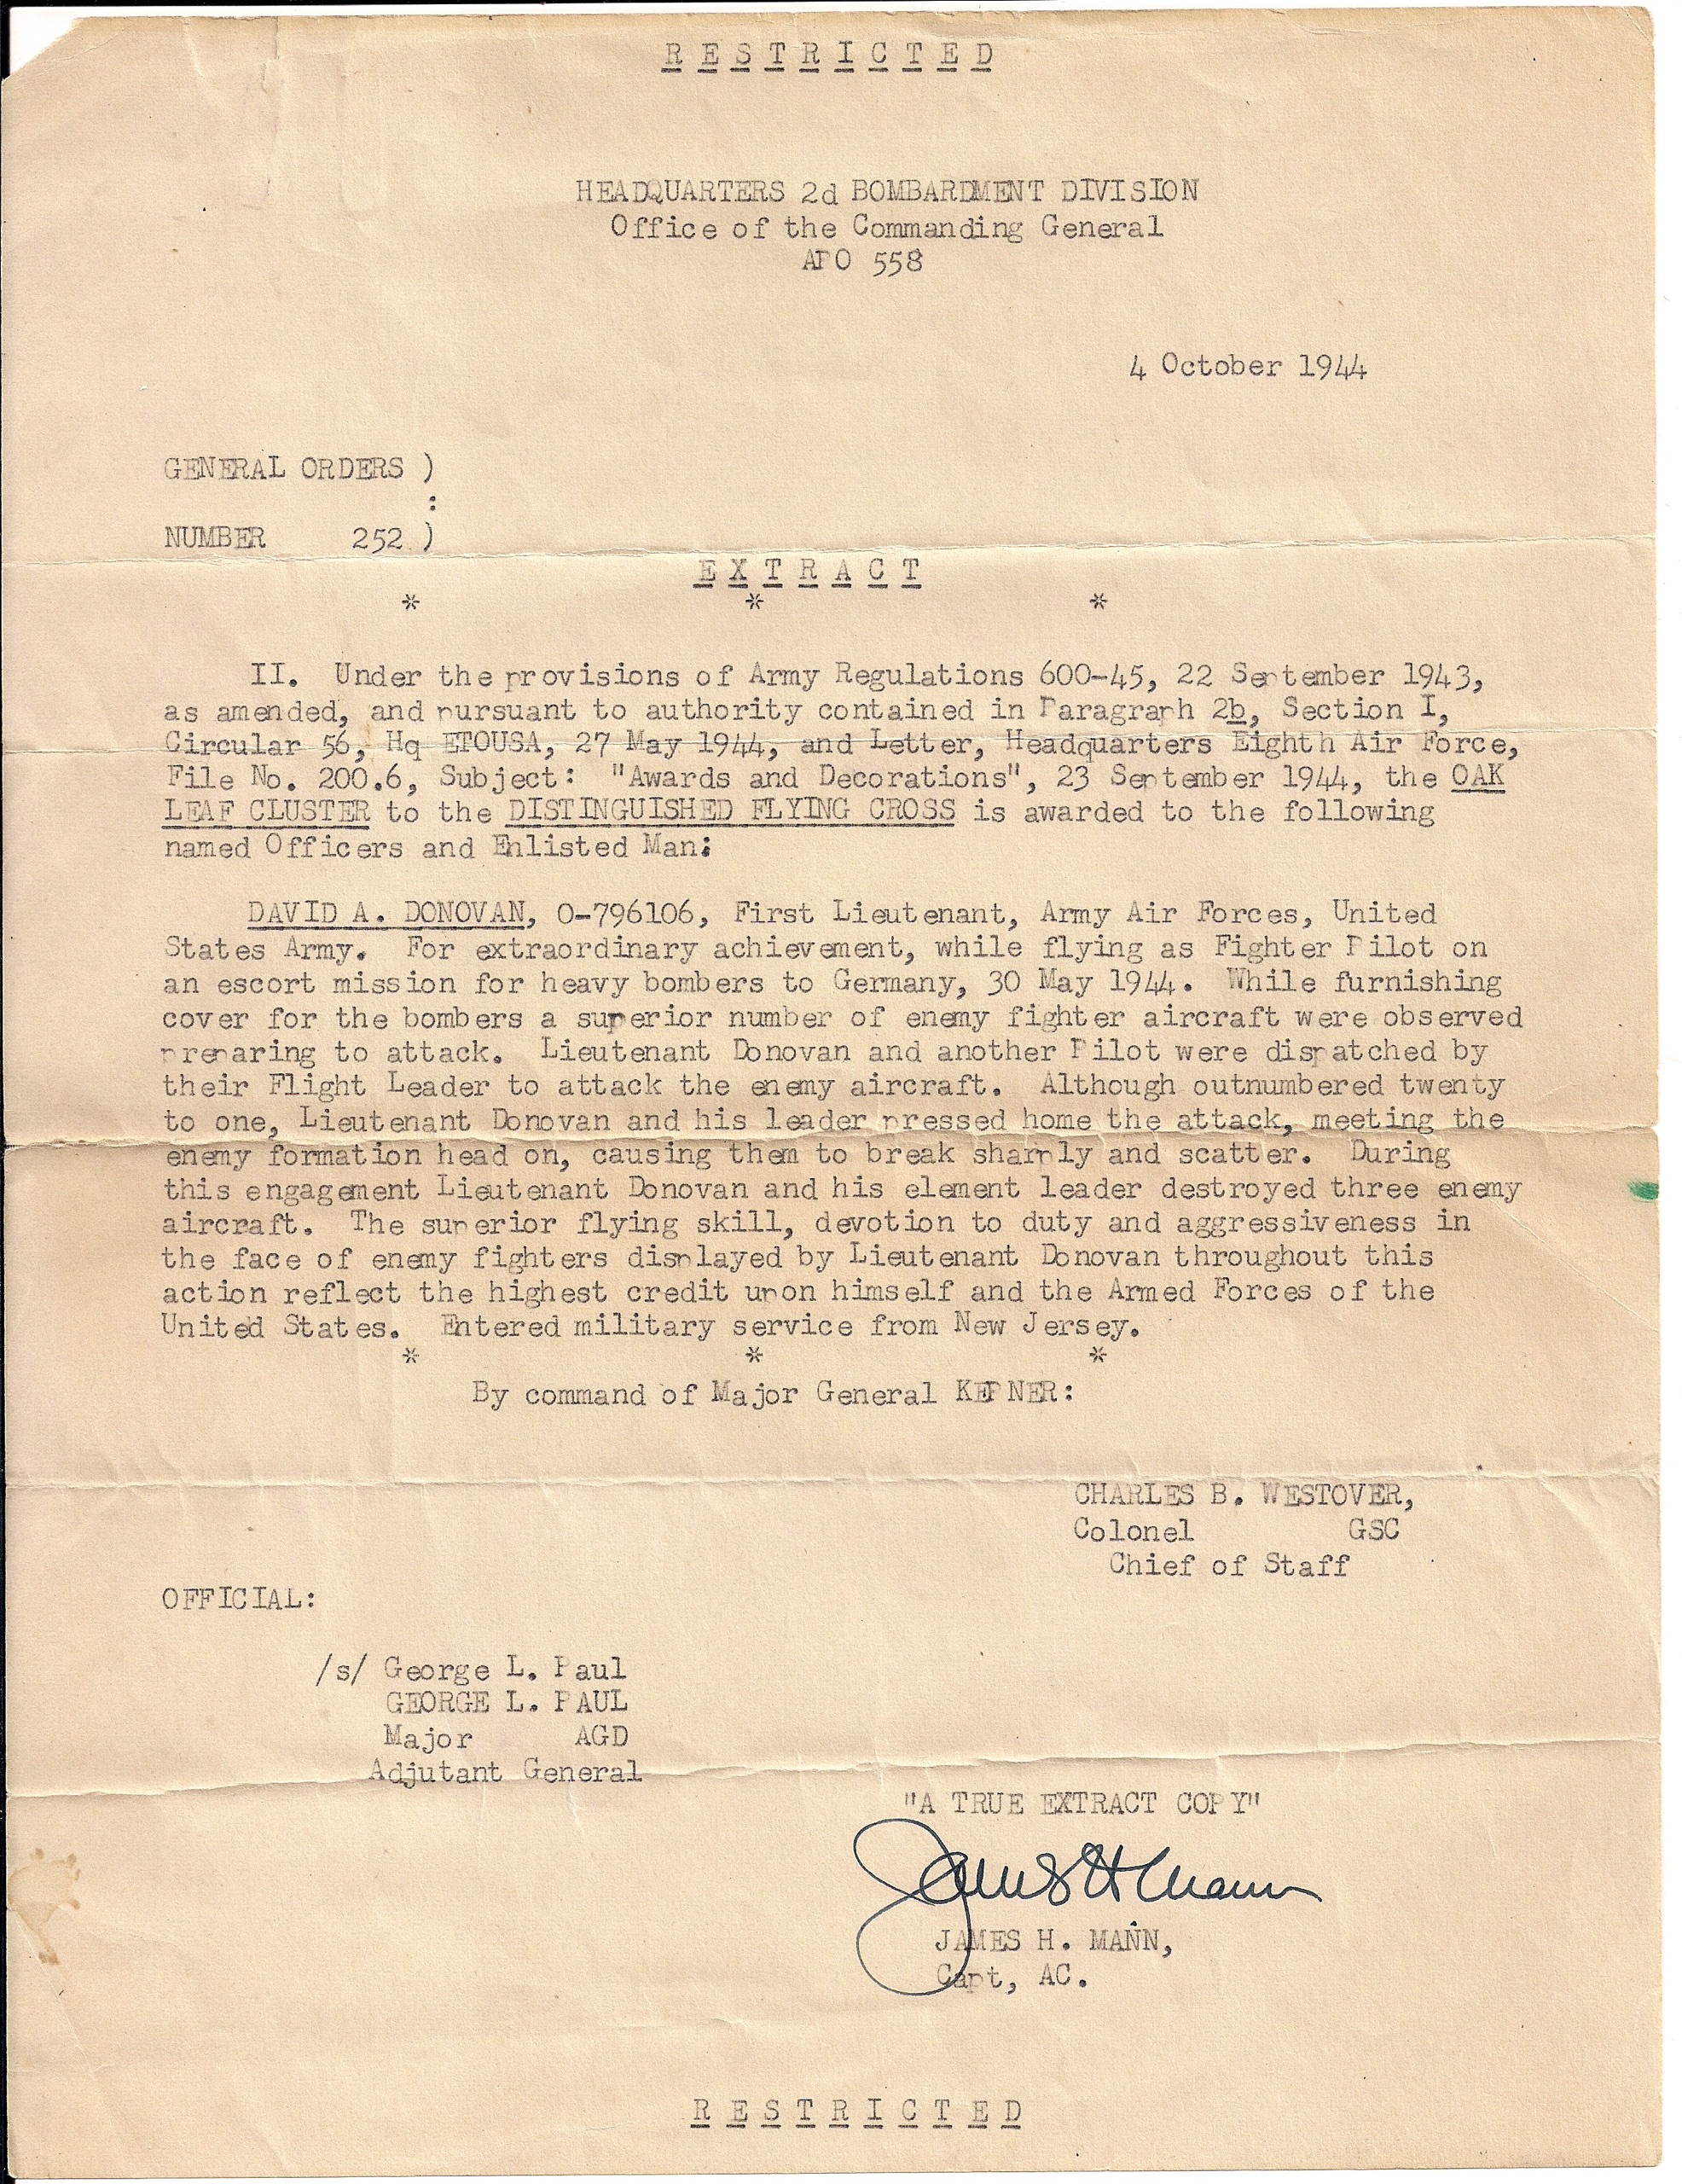 RESTRICTED
HEADQUARTERS 2d BOMBARDMENT DIVISION
Office of the Commanding General
APO 558
4 October 1944
GENERAL ORDERS )
:
NUMBER 252 )
EXTRACT
* * *
II. Under the provisions of Army Regulations 600-45, 22 September 1943,
as amended, and pursuant to authority contained in Paragraph 2b, Section I,
Circular 56, Hq ETOUSA, 27 May 1944, and Letter, Headquarters Eighth Air Force,
File No. 200.6, Subject: "Awards and Decorations", 23 September 1944, the OAK
LEAF CLUSTER to the DISTINGUISHED FLYING CROSS is awarded to the following
named Officers and Enlisted Man:
DAVID A. DONOVAN, O-796106, First Lieutenant, Army Air Forces, United
States Army. For extraordinary achievement, while flying as Fighter Pilot on
an escort mission for heavy bombers to Germany, 30 May 1944. While furnishing
cover for the bombers a superior number of enemy fighter aircraft were observed
preparing to attack. Lieutenant Donovan and another Pilot were dispatched by
their Flight Leader to attack the enemy aircraft. Although outnumbered twenty
to one, Lieutenant Donovan and his leader pressed home the attack, meeting the
enemy formation head on, causing them to break sharply and scatter. During
this engagement Lieutenant Donovan and his element leader destroyed three enemy
aircraft. The superior flying skill, devotion to duty and aggressiveness in
the face of enemy fighters displayed by Lieutenant Donovan throughout this
action reflect the highest credit upon himself and the Armed Forces of the
United States. Entered military service from New Jersey.
* * *
By command of Major General KEPNER:
CHARLES B. WESTOVER,
Colonel GSC
Chief of Staff
OFFICIAL:
/s/ George L. Paul
GEORGE L. PAUL
Major AGD
Adjutant General
"A TRUE EXTRACT COPY"
James H Mann
JAMES H. MANN,
Capt, AC.
RESTRICTED